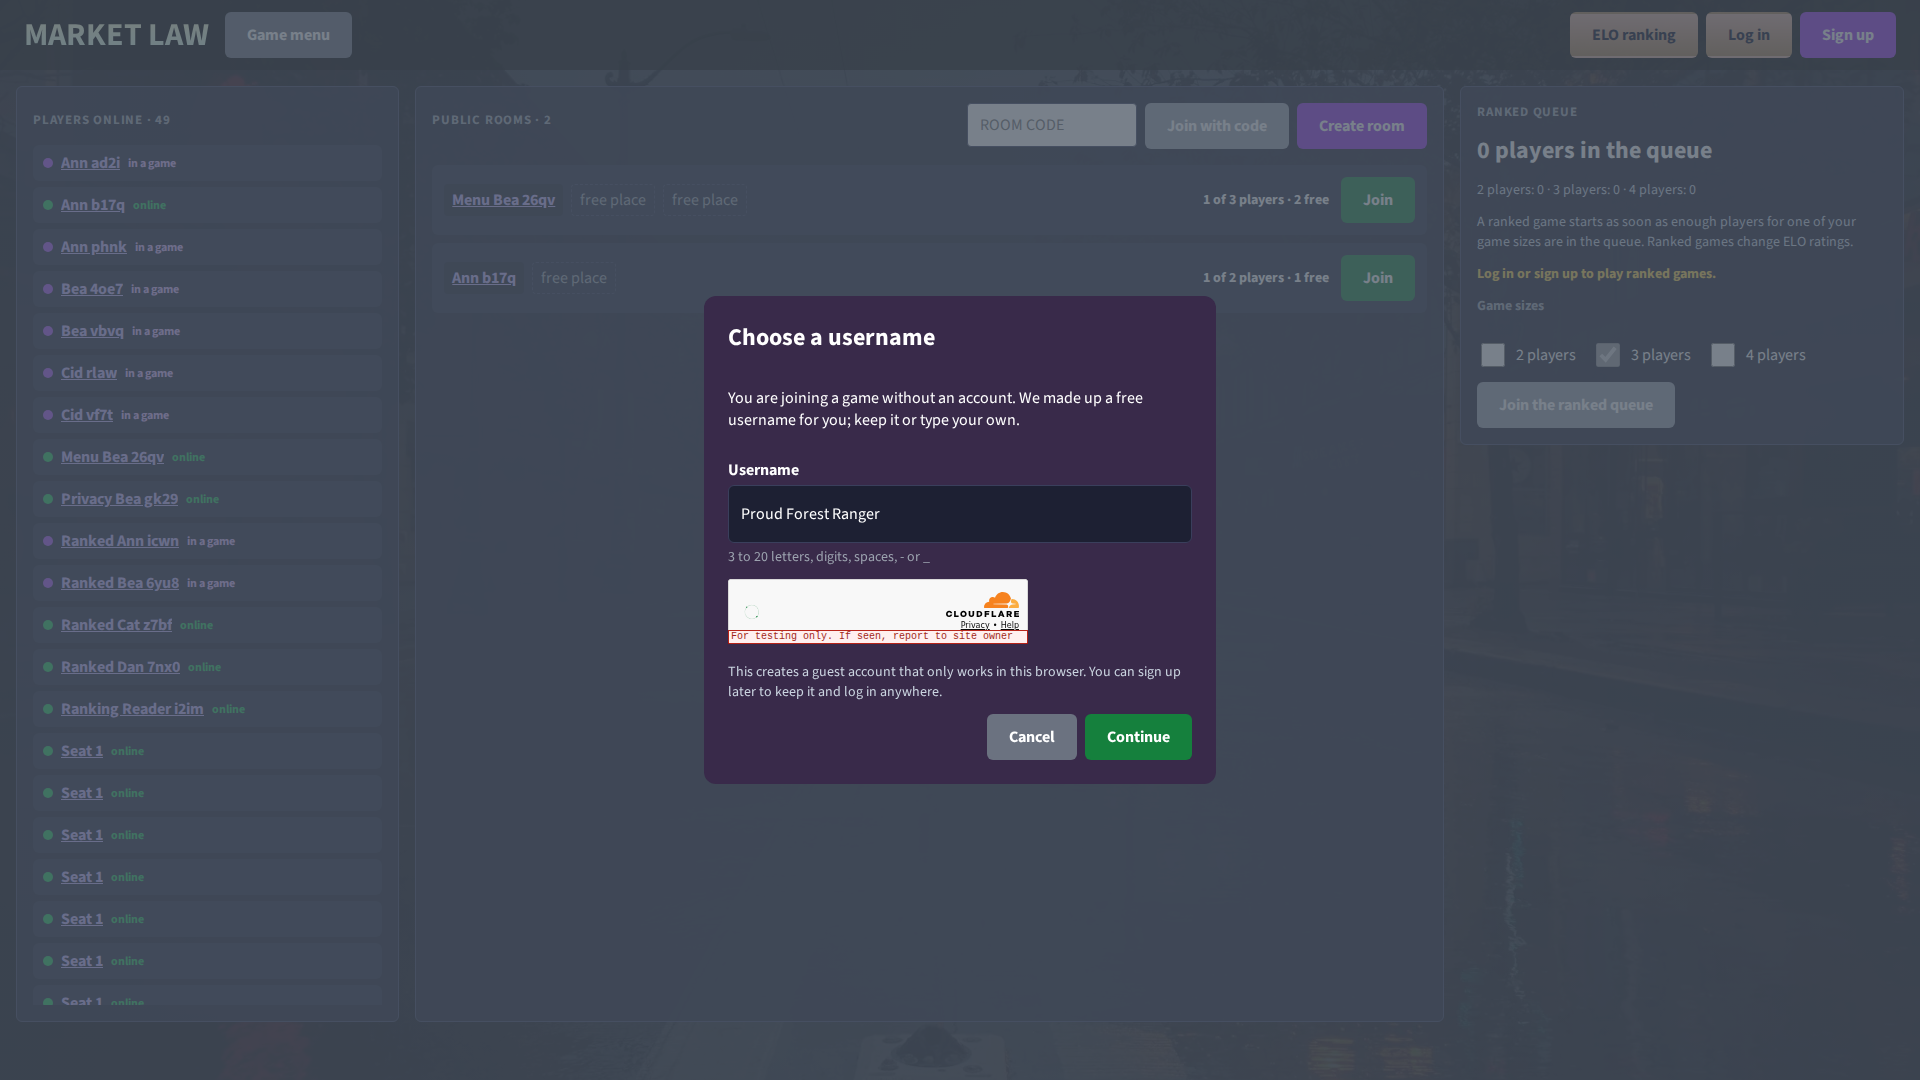 MARKET LAW
Game menu
ELO ranking
Log in
Sign up
PLAYERS ONLINE · 49
Ann ad2i in a game
Ann b17q online
Ann phnk in a game
Bea 4oe7 in a game
Bea vbvq in a game
Cid rlaw in a game
Cid vf7t in a game
Menu Bea 26qv online
Privacy Bea gk29 online
Ranked Ann icwn in a game
Ranked Bea 6yu8 in a game
Ranked Cat z7bf online
Ranked Dan 7nx0 online
Ranking Reader i2im online
Seat 1 online
Seat 1 online
Seat 1 online
Seat 1 online
Seat 1 online
Seat 1 online
Seat 1 online
PUBLIC ROOMS · 2
ROOM CODE
Join with code
Create room
Menu Bea 26qv free place free place 1 of 3 players · 2 free Join
Ann b17q free place 1 of 2 players · 1 free Join
Choose a username
You are joining a game without an account. We made up a free
username for you; keep it or type your own.
Username
Proud Forest Ranger
3 to 20 letters, digits, spaces, - or _
CLOUDFLARE
Privacy • Help
For testing only. If seen, report to site owner
This creates a guest account that only works in this browser. You can sign up
later to keep it and log in anywhere.
Cancel
Continue
RANKED QUEUE
0 players in the queue
2 players: 0 · 3 players: 0 · 4 players: 0
A ranked game starts as soon as enough players for one of your
game sizes are in the queue. Ranked games change ELO ratings.
Log in or sign up to play ranked games.
Game sizes
2 players 3 players 4 players
Join the ranked queue